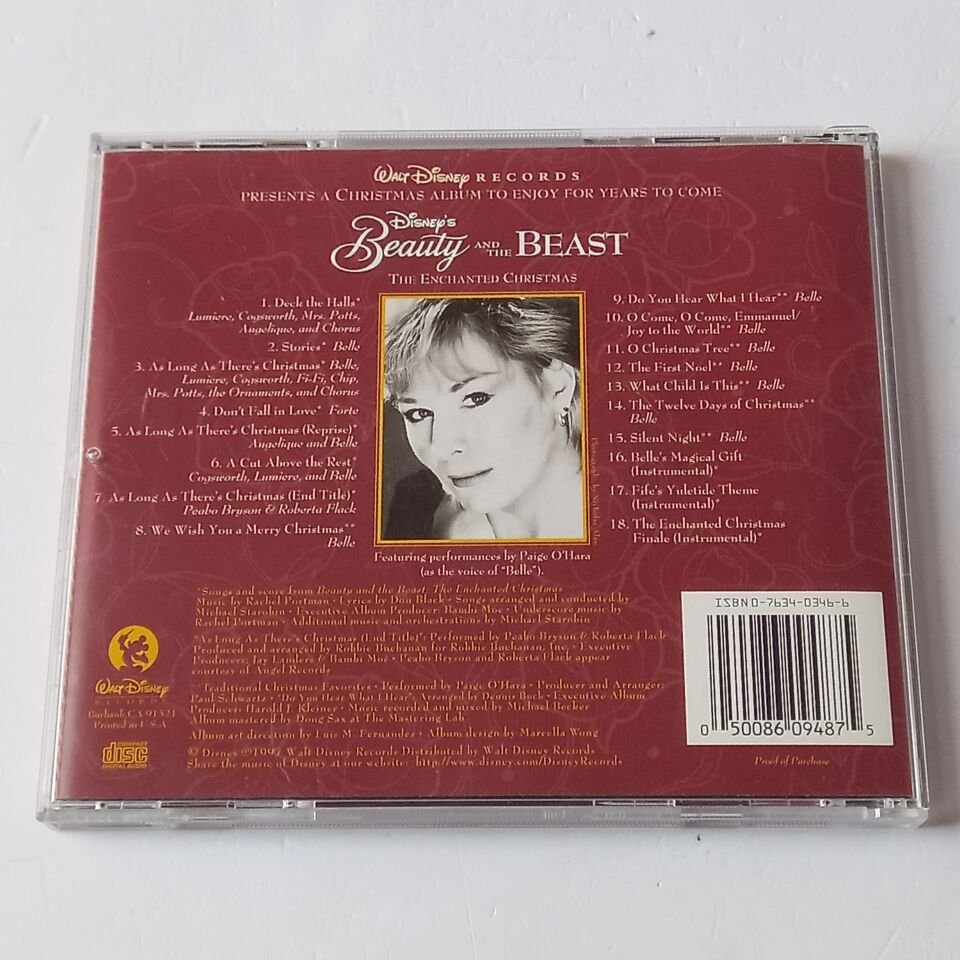 WALT DISNEY RECORDS
PRESENTS A CHRISTMAS ALBUM TO ENJOY FOR YEARS TO COME
DISNEY'S
Beauty AND THE BEAST
THE ENCHANTED CHRISTMAS
1. Deck the Halls*
Lumiere, Cogsworth, Mrs. Potts,
Angelique, and Chorus
2. Stories* Belle
3. As Long As There's Christmas* Belle,
Lumiere, Cogsworth, Fi-Fi, Chip,
Mrs. Potts, the Ornaments, and Chorus
4. Don't Fall in Love* Forte
5. As Long As There's Christmas (Reprise)*
Angelique and Belle
6. A Cut Above the Rest*
Cogsworth, Lumiere, and Belle
7. As Long As There's Christmas (End Title)*
Peabo Bryson & Roberta Flack
8. We Wish You a Merry Christmas**
Belle
9. Do You Hear What I Hear** Belle
10. O Come, O Come, Emmanuel/
Joy to the World** Belle
11. O Christmas Tree** Belle
12. The First Noel** Belle
13. What Child Is This** Belle
14. The Twelve Days of Christmas**
Belle
15. Silent Night** Belle
16. Belle's Magical Gift
(Instrumental)*
17. Fife's Yuletide Theme
(Instrumental)*
18. The Enchanted Christmas
Finale (Instrumental)*
Featuring performances by Paige O'Hara
(as the voice of "Belle").
*Songs and score from Beauty and the Beast: The Enchanted Christmas
Music by Rachel Portman • Lyrics by Don Black • Songs arranged and conducted by
Michael Starobin • Executive Album Producer: Bambi Moé • Underscore music by
Rachel Portman • Additional music and orchestrations by Michael Starobin
"As Long As There's Christmas (End Title)": Performed by Peabo Bryson & Roberta Flack
Produced and arranged by Robbie Buchanan for Robbie Buchanan, Inc. • Executive
Producers: Jay Landers & Bambi Moé • Peabo Bryson and Roberta Flack appear
courtesy of Angel Records
**Traditional Christmas Favorites • Performed by Paige O'Hara • Producer and Arranger:
Paul Schwartz • "Do You Hear What I Hear" Arranged by Dennis Buck • Executive Album
Producer: Harold J. Kleiner • Music recorded and mixed by Michael Becker
Album mastered by Doug Sax at The Mastering Lab
Album art direction by Luis M. Fernandez • Album design by Marcella Wong
© Disney ℗1997 Walt Disney Records Distributed by Walt Disney Records
Share the music of Disney at our website: http://www.disney.com/DisneyRecords
WALT DISNEY
RECORDS
Burbank, CA 91521
Printed in U.S.A.
COMPACT
disc
DIGITAL AUDIO
ISBN 0-7634-0346-6
0 50086 09487 5
Proof of Purchase